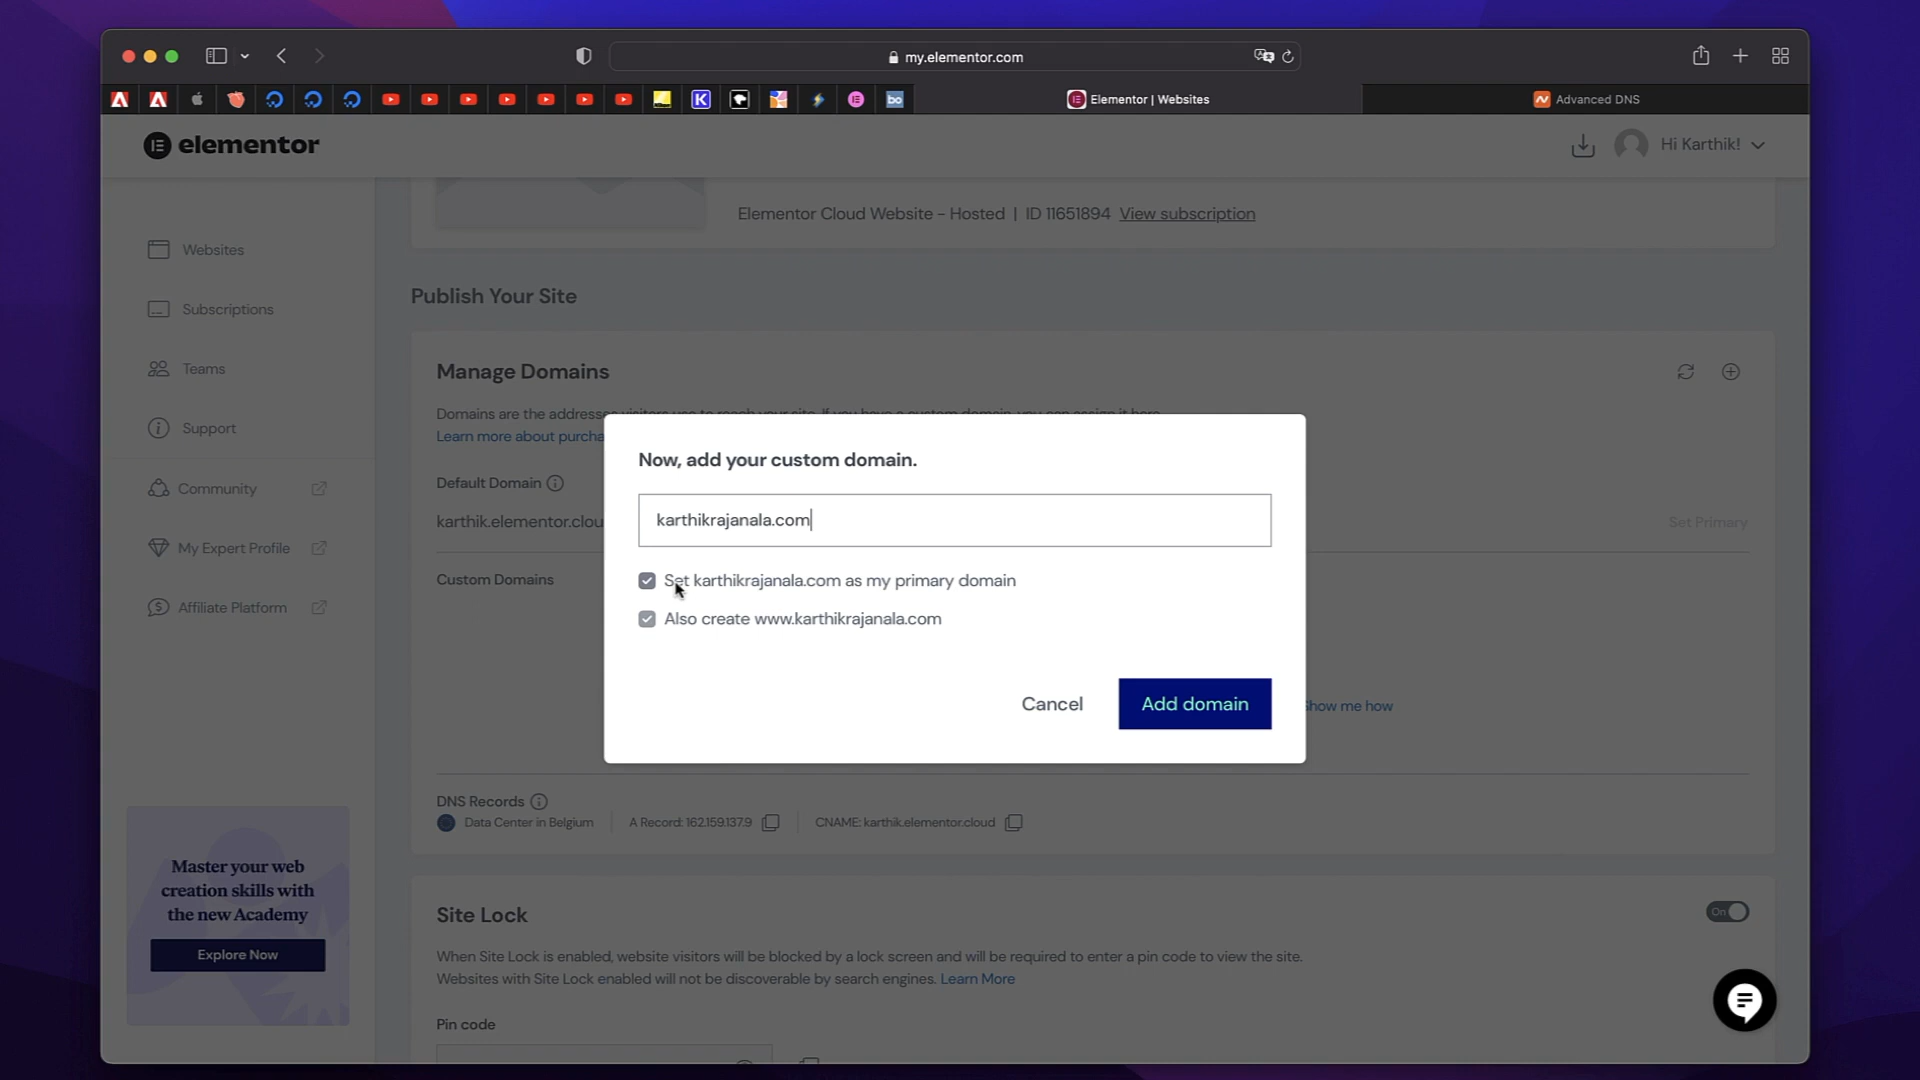 my.elementor.com
K
bo
Elementor | Websites
Advanced DNS
elementor
Hi Karthik!
Elementor Cloud Website - Hosted | ID 11651894 View subscription
Websites
Subscriptions
Teams
Support
Community
My Expert Profile
Affiliate Platform
Publish Your Site
Manage Domains
Domains are the addresses visitors use to reach your site. If you have a custom domain, you can assign it here.
Learn more about purcha
Default Domain
karthik.elementor.clou
Set Primary
Custom Domains
Now, add your custom domain.
karthikrajanala.com
Set karthikrajanala.com as my primary domain
Also create www.karthikrajanala.com
Cancel
Add domain
Show me how
DNS Records
Data Center in Belgium
A Record: 162.159.137.9
CNAME: karthik.elementor.cloud
Master your web
creation skills with
the new Academy
Explore Now
Site Lock
On
When Site Lock is enabled, website visitors will be blocked by a lock screen and will be required to enter a pin code to view the site.
Websites with Site Lock enabled will not be discoverable by search engines. Learn More
Pin code